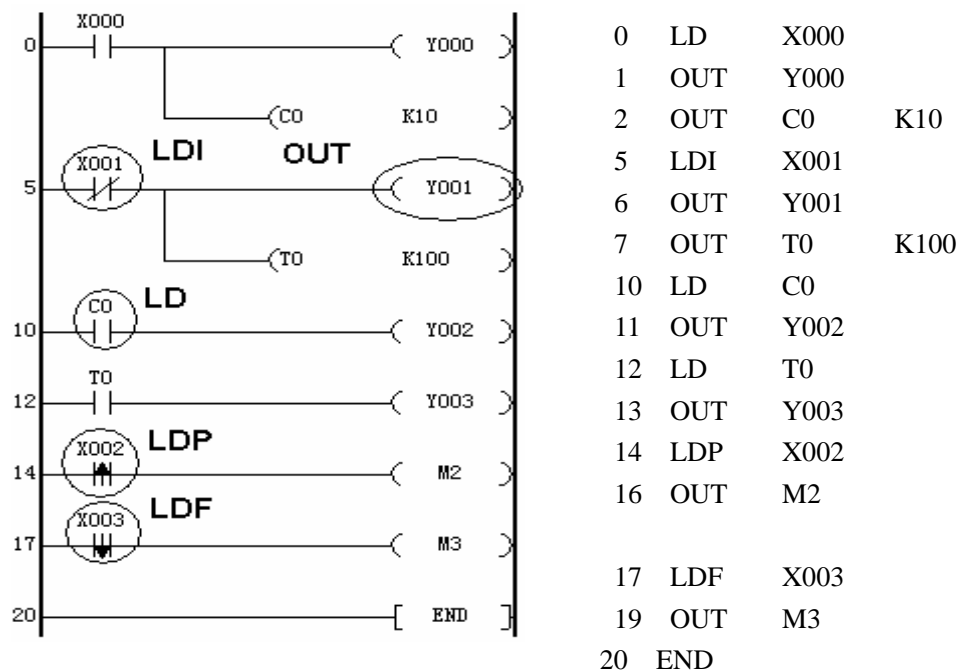 X000
0 Y000
C0 K10
X001 LDI OUT
5 Y001
T0 K100
C0 LD
10 Y002
T0
12 Y003
X002 LDP
14 M2
X003 LDF
17 M3
20 END
0 LD X000
1 OUT Y000
2 OUT C0 K10
5 LDI X001
6 OUT Y001
7 OUT T0 K100
10 LD C0
11 OUT Y002
12 LD T0
13 OUT Y003
14 LDP X002
16 OUT M2
17 LDF X003
19 OUT M3
20 END